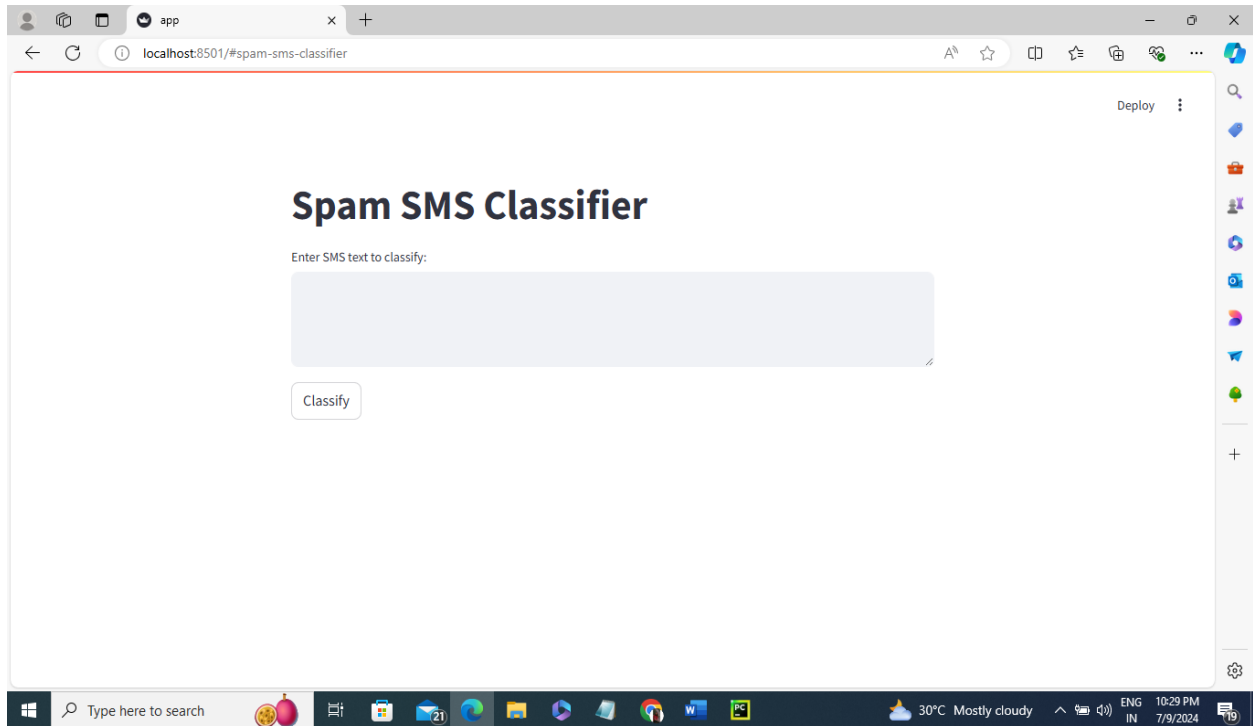 app
localhost:8501/#spam-sms-classifier
Deploy
Spam SMS Classifier
Enter SMS text to classify:
Classify
Type here to search
21
W
PC
30°C Mostly cloudy
ENG
IN
10:29 PM
7/9/2024
19